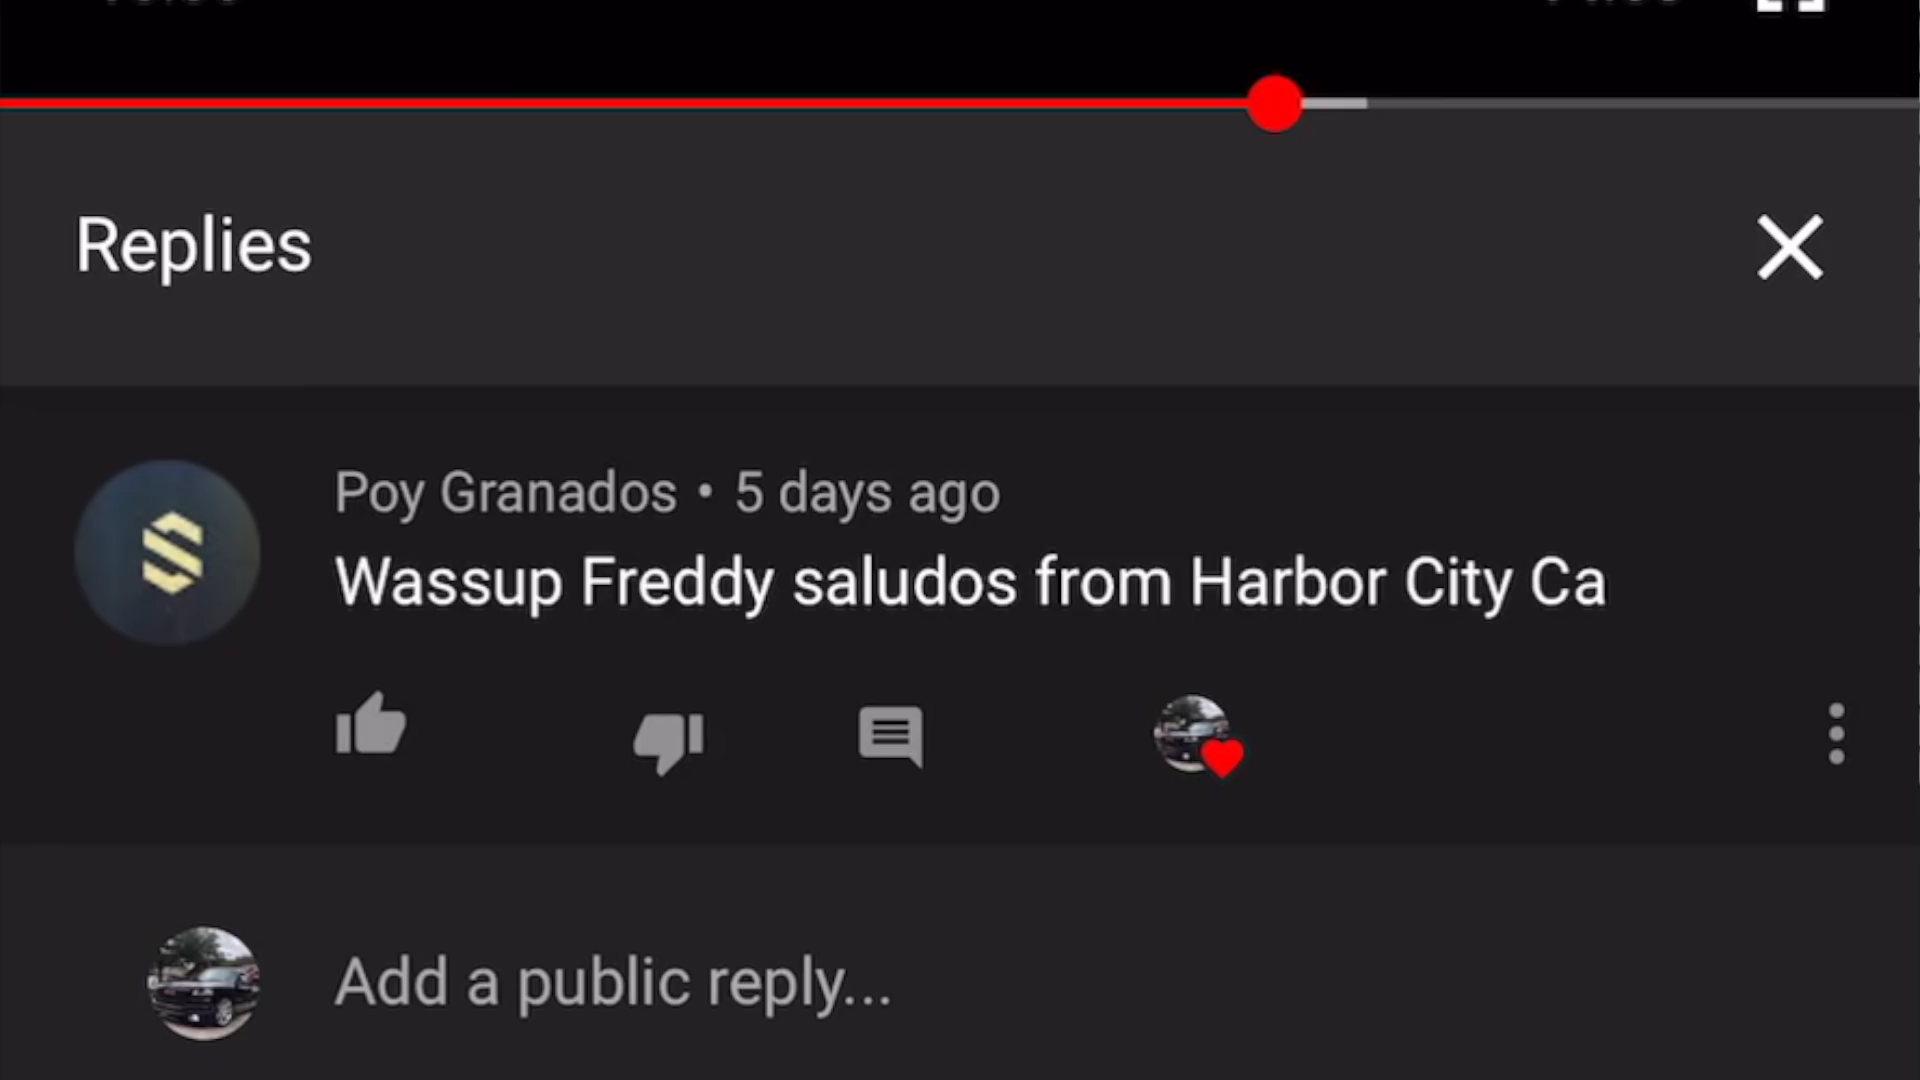 Replies
Poy Granados • 5 days ago
Wassup Freddy saludos from Harbor City Ca
Add a public reply...